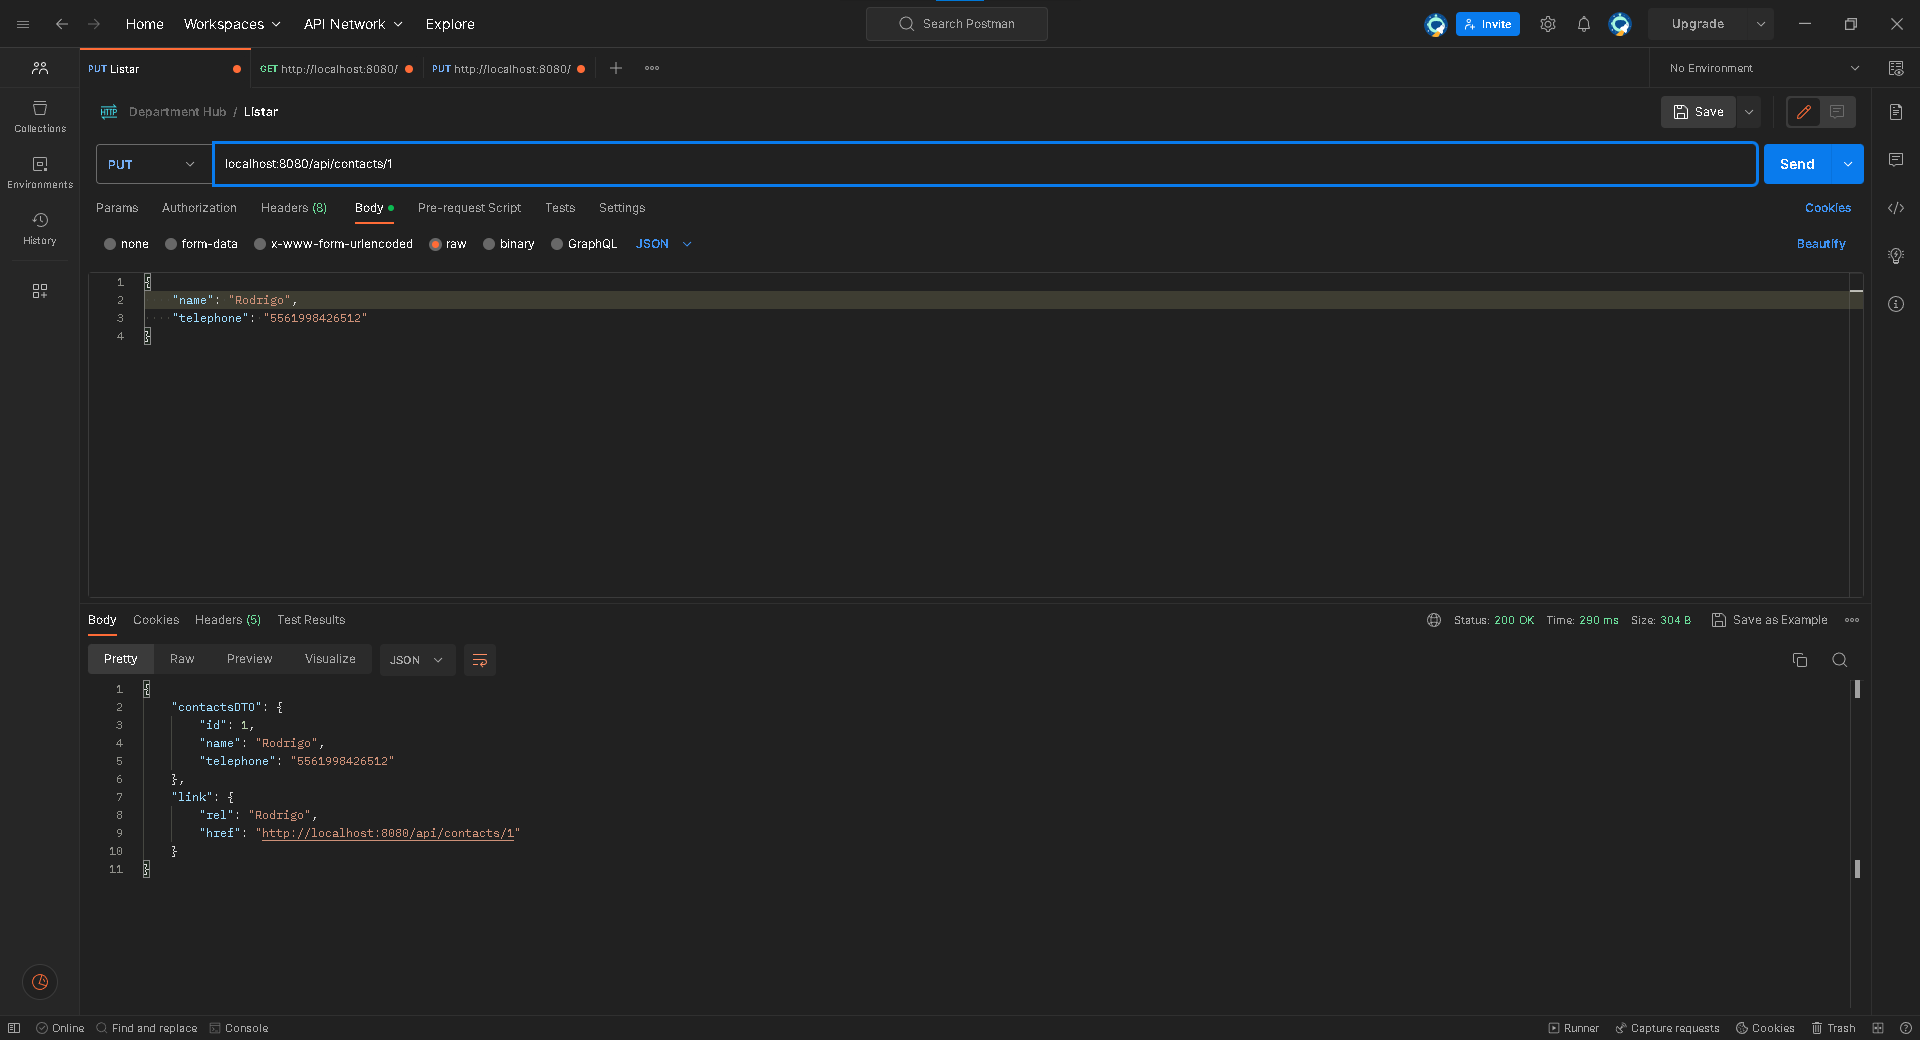 Home Workspaces API Network Explore Search Postman Invite Upgrade
PUT Listar GET http://localhost:8080/ PUT http://localhost:8080/ No Environment
HTTP Department Hub / Listar Save
Collections
PUT localhost:8080/api/contacts/1 Send
Environments
Params Authorization Headers (8) Body Pre-request Script Tests Settings Cookies
History
none form-data x-www-form-urlencoded raw binary GraphQL JSON Beautify
1 {
2 "name": "Rodrigo",
3 "telephone": "5561998426512"
4 }
Body Cookies Headers (5) Test Results Status: 200 OK Time: 290 ms Size: 304 B Save as Example
Pretty Raw Preview Visualize JSON
1 {
2 "contactsDTO": {
3 "id": 1,
4 "name": "Rodrigo",
5 "telephone": "5561998426512"
6 },
7 "link": {
8 "rel": "Rodrigo",
9 "href": "http://localhost:8080/api/contacts/1"
10 }
11 }
Online Find and replace Console Runner Capture requests Cookies Trash